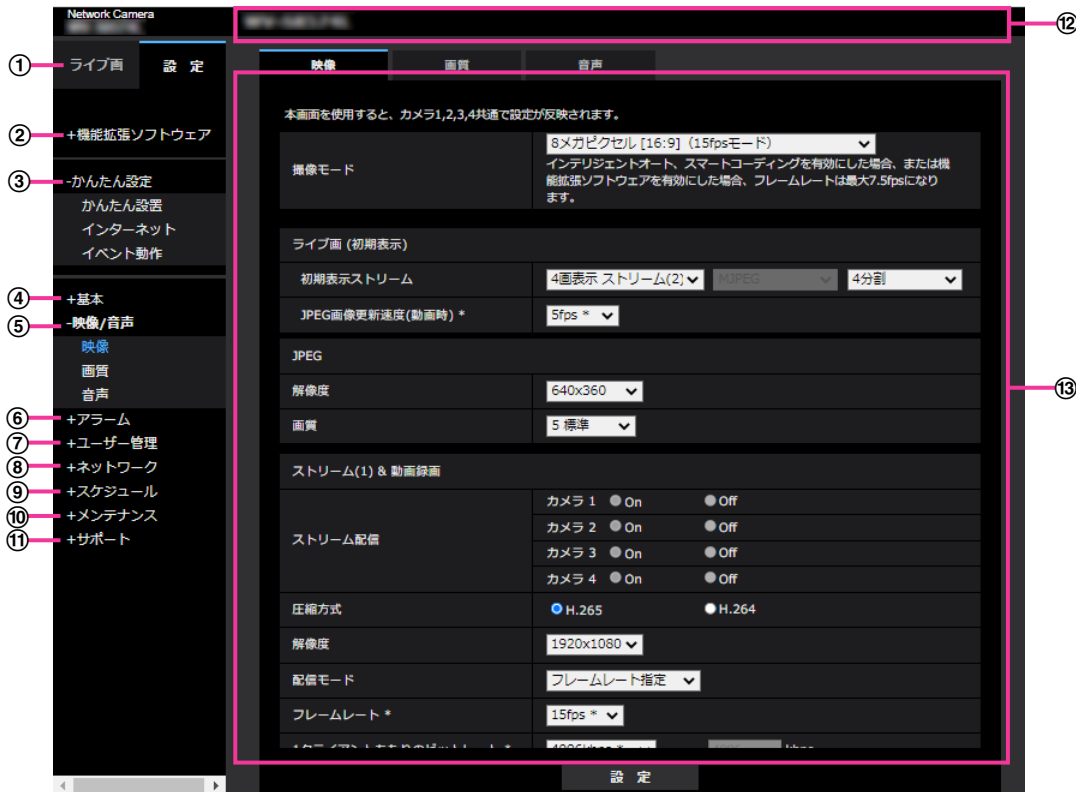 Network Camera
⑫
① ライブ画 設 定
映像 画質 音声
② +機能拡張ソフトウェア
③ -かんたん設定
かんたん設置
インターネット
イベント動作
④ +基本
⑤ -映像/音声
映像
画質
音声
⑥ +アラーム
⑦ +ユーザー管理
⑧ +ネットワーク
⑨ +スケジュール
⑩ +メンテナンス
⑪ +サポート
本画面を使用すると、カメラ1,2,3,4共通で設定が反映されます。
撮像モード 8メガピクセル [16:9]（15fpsモード）
インテリジェントオート、スマートコーディングを有効にした場合、または機
能拡張ソフトウェアを有効にした場合、フレームレートは最大7.5fpsになり
ます。
ライブ画 (初期表示)
初期表示ストリーム 4画表示 ストリーム(2) MJPEG 4分割
JPEG画像更新速度(動画時) * 5fps *
JPEG
⑬
解像度 640x360
画質 5 標準
ストリーム(1) & 動画録画
ストリーム配信
カメラ 1 On Off
カメラ 2 On Off
カメラ 3 On Off
カメラ 4 On Off
圧縮方式 H.265 H.264
解像度 1920x1080
配信モード フレームレート指定
フレームレート * 15fps *
設 定